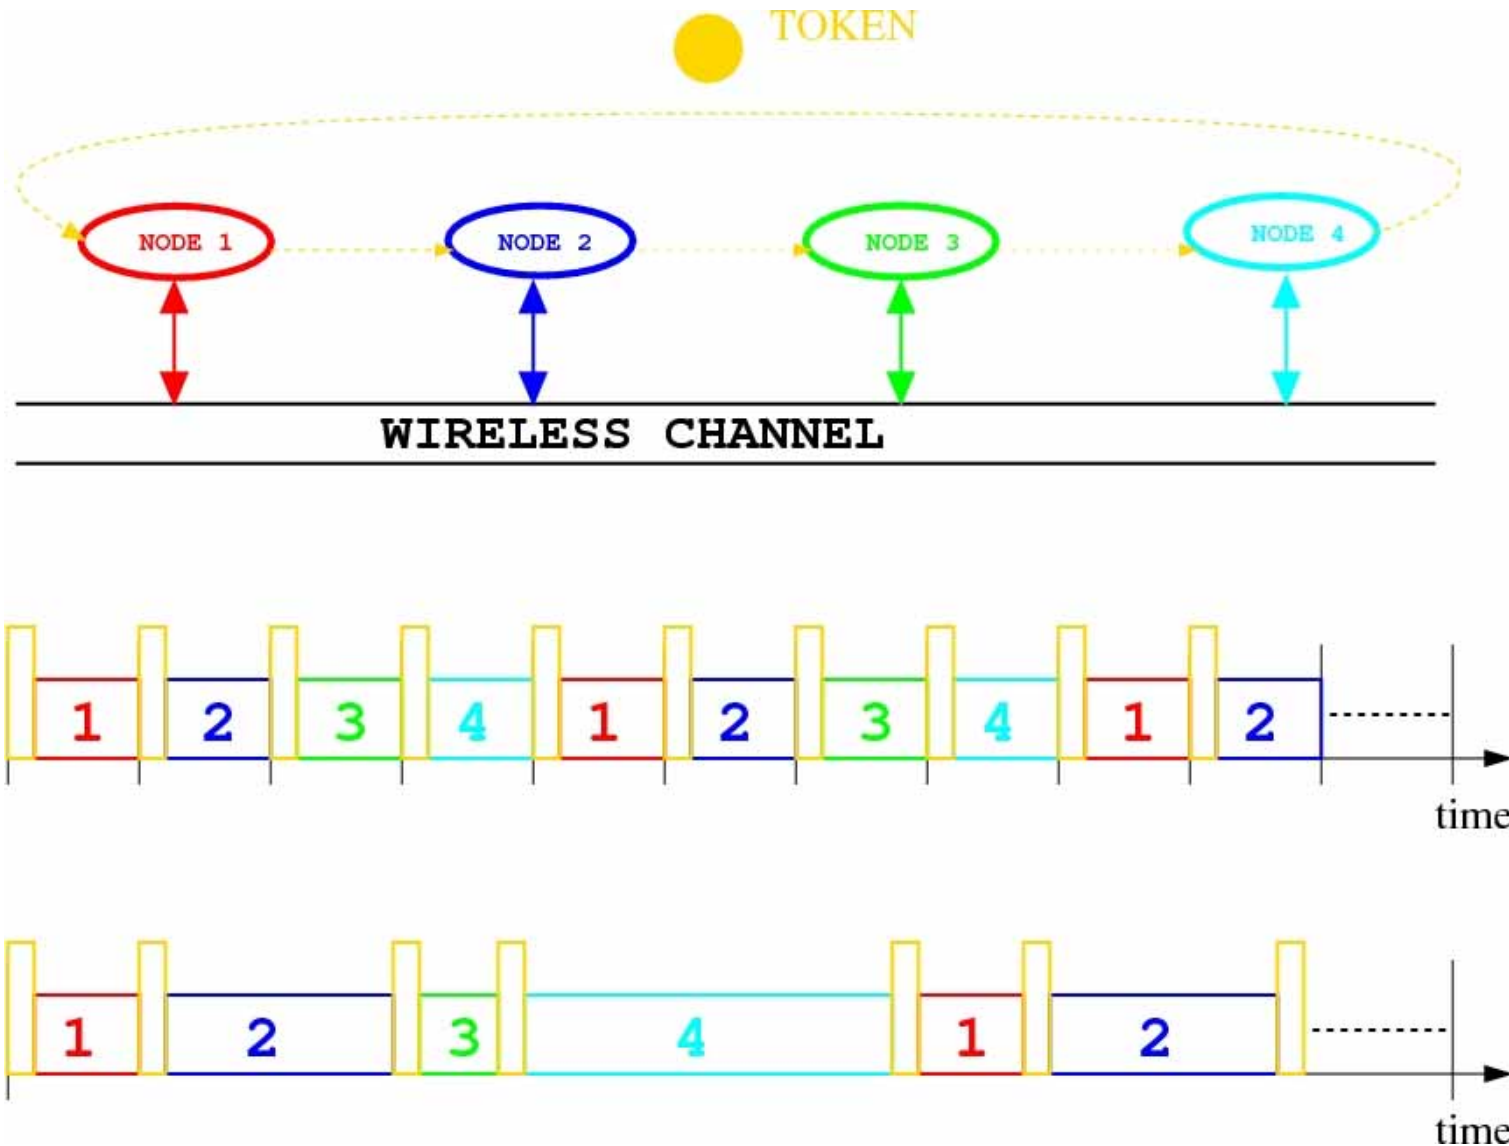 TOKEN
NODE 1 NODE 2 NODE 3 NODE 4
WIRELESS CHANNEL
1 2 3 4 1 2 3 4 1 2
time
1 2 3 4 1 2
time